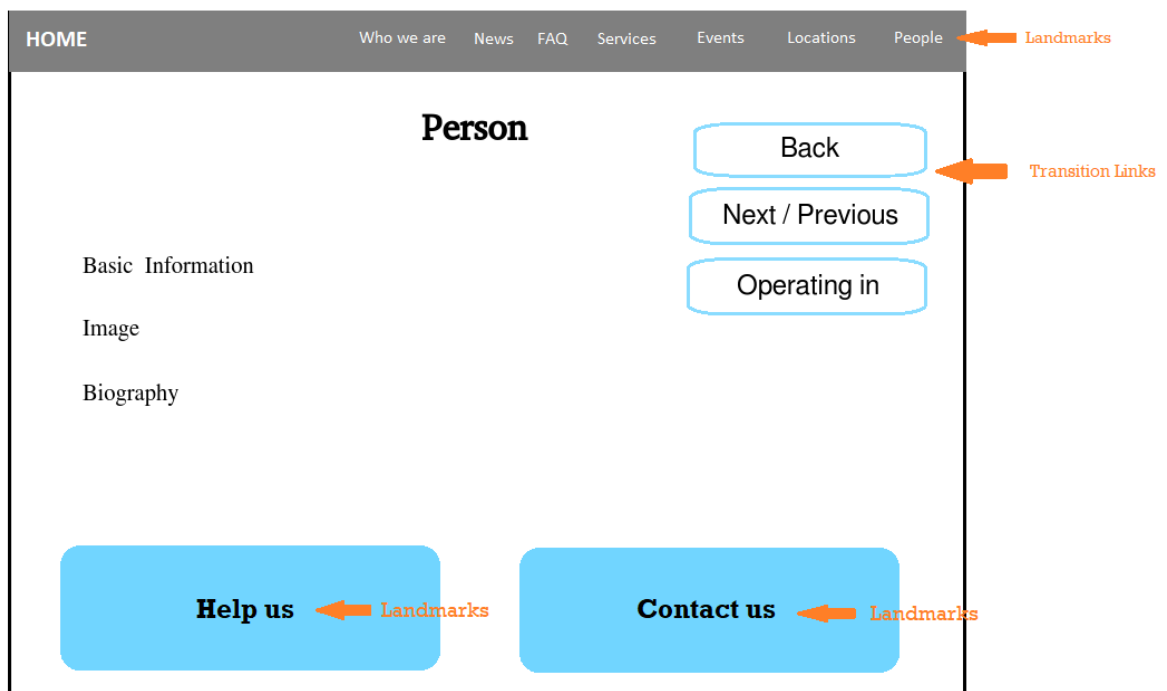 HOME Who we are News FAQ Services Events Locations People Landmarks
Person
Back
Transition Links
Next / Previous
Basic Information
Operating in
Image
Biography
Help us Landmarks
Contact us Landmarks